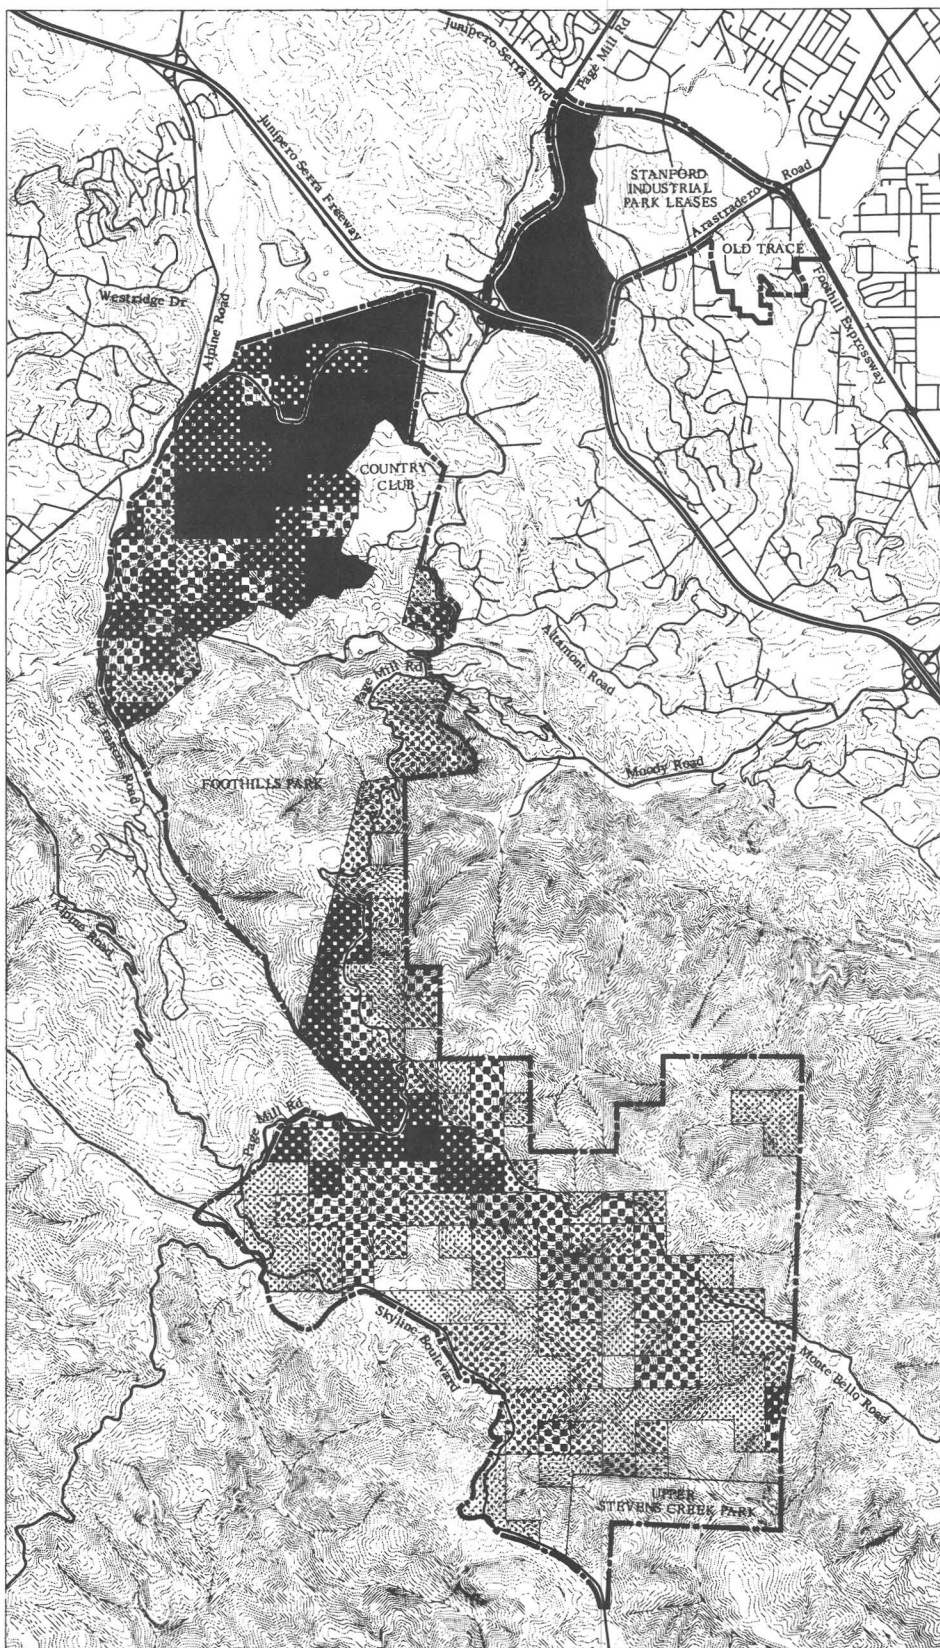 Junipero Serra Blvd
Page Mill Rd
Junipero Serra Freeway
STANFORD
INDUSTRIAL
PARK LEASES
Arastradero Road
OLD TRACE
Foothill Expressway
Westridge Dr
Alpine Road
COUNTRY
CLUB
Altamont Road
Page Mill Rd
Moody Road
FOOTHILLS PARK
Road
Alpine Road
Page Mill Rd
Skyline Boulevard
Monte Bello Road
UPPER
STEVENS CREEK PARK